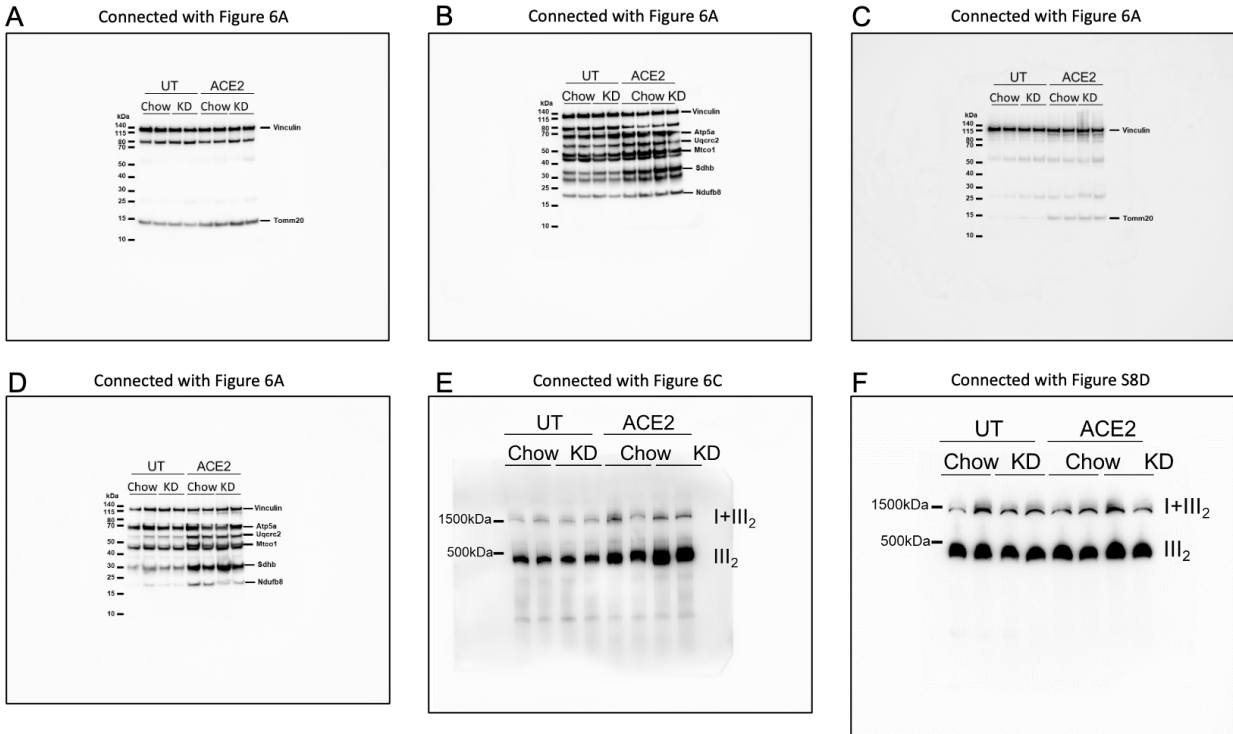 A
Connected with Figure 6A
UT ACE2
Chow KD Chow KD
kDa
140
115
80
70
50
40
30
25
15
10
Vinculin
Tomm20
B
Connected with Figure 6A
UT ACE2
Chow KD Chow KD
kDa
140
115
80
70
50
40
30
25
15
10
Vinculin
Atp5a
Uqcrc2
Mtco1
Sdhb
Ndufb8
C
Connected with Figure 6A
UT ACE2
Chow KD Chow KD
kDa
140
115
80
70
50
40
30
25
15
10
Vinculin
Tomm20
D
Connected with Figure 6A
UT ACE2
Chow KD Chow KD
kDa
140
115
80
70
50
40
30
25
15
10
Vinculin
Atp5a
Uqcrc2
Mtco1
Sdhb
Ndufb8
E
Connected with Figure 6C
UT ACE2
Chow KD Chow KD
1500kDa I+III₂
500kDa III₂
F
Connected with Figure S8D
UT ACE2
Chow KD Chow KD
1500kDa I+III₂
500kDa III₂